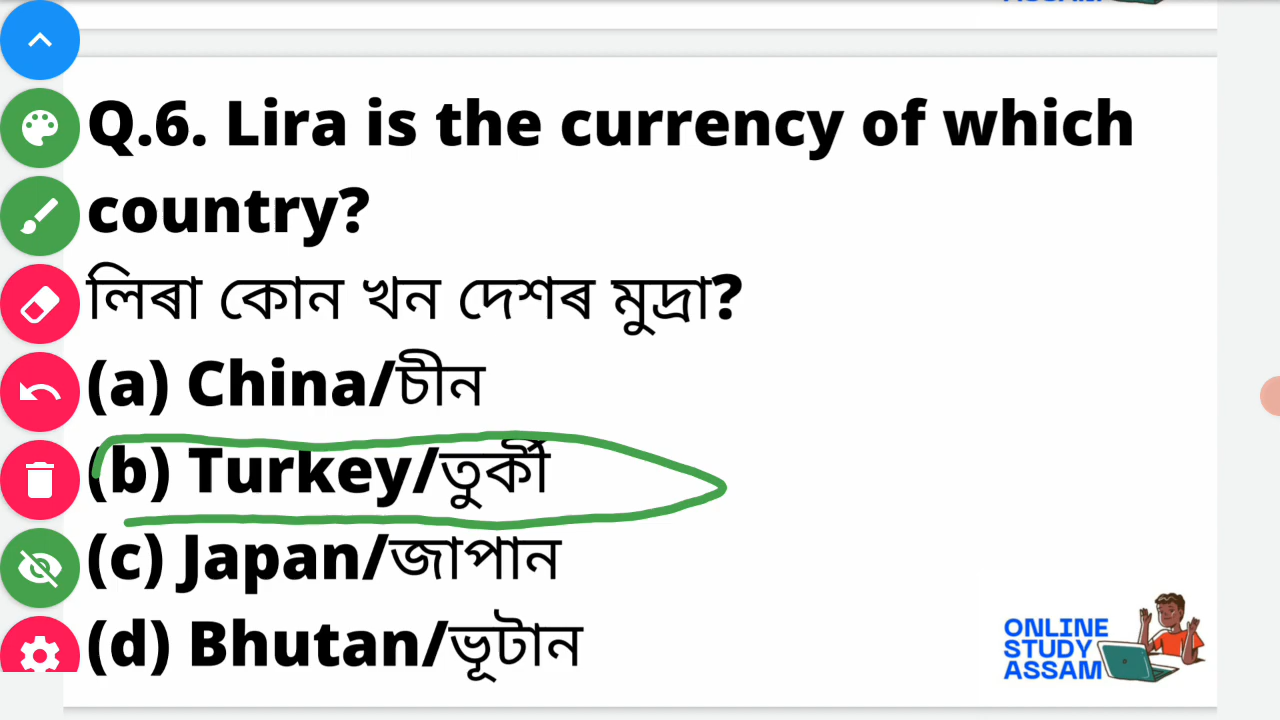 Q.6. Lira is the currency of which
country?
লিৰা কোন খন দেশৰ মুদ্ৰা?
(a) China/চীন
(b) Turkey/তুৰ্কী
(c) Japan/জাপান
(d) Bhutan/ভূটান
ONLINE
STUDY
ASSAM